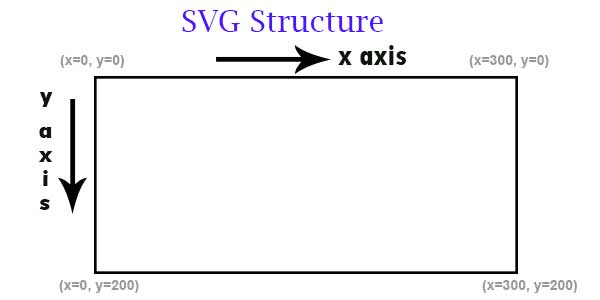 SVG Structure
x axis
(x=0, y=0)
(x=300, y=0)
y
a
x
i
s
(x=0, y=200)
(x=300, y=200)